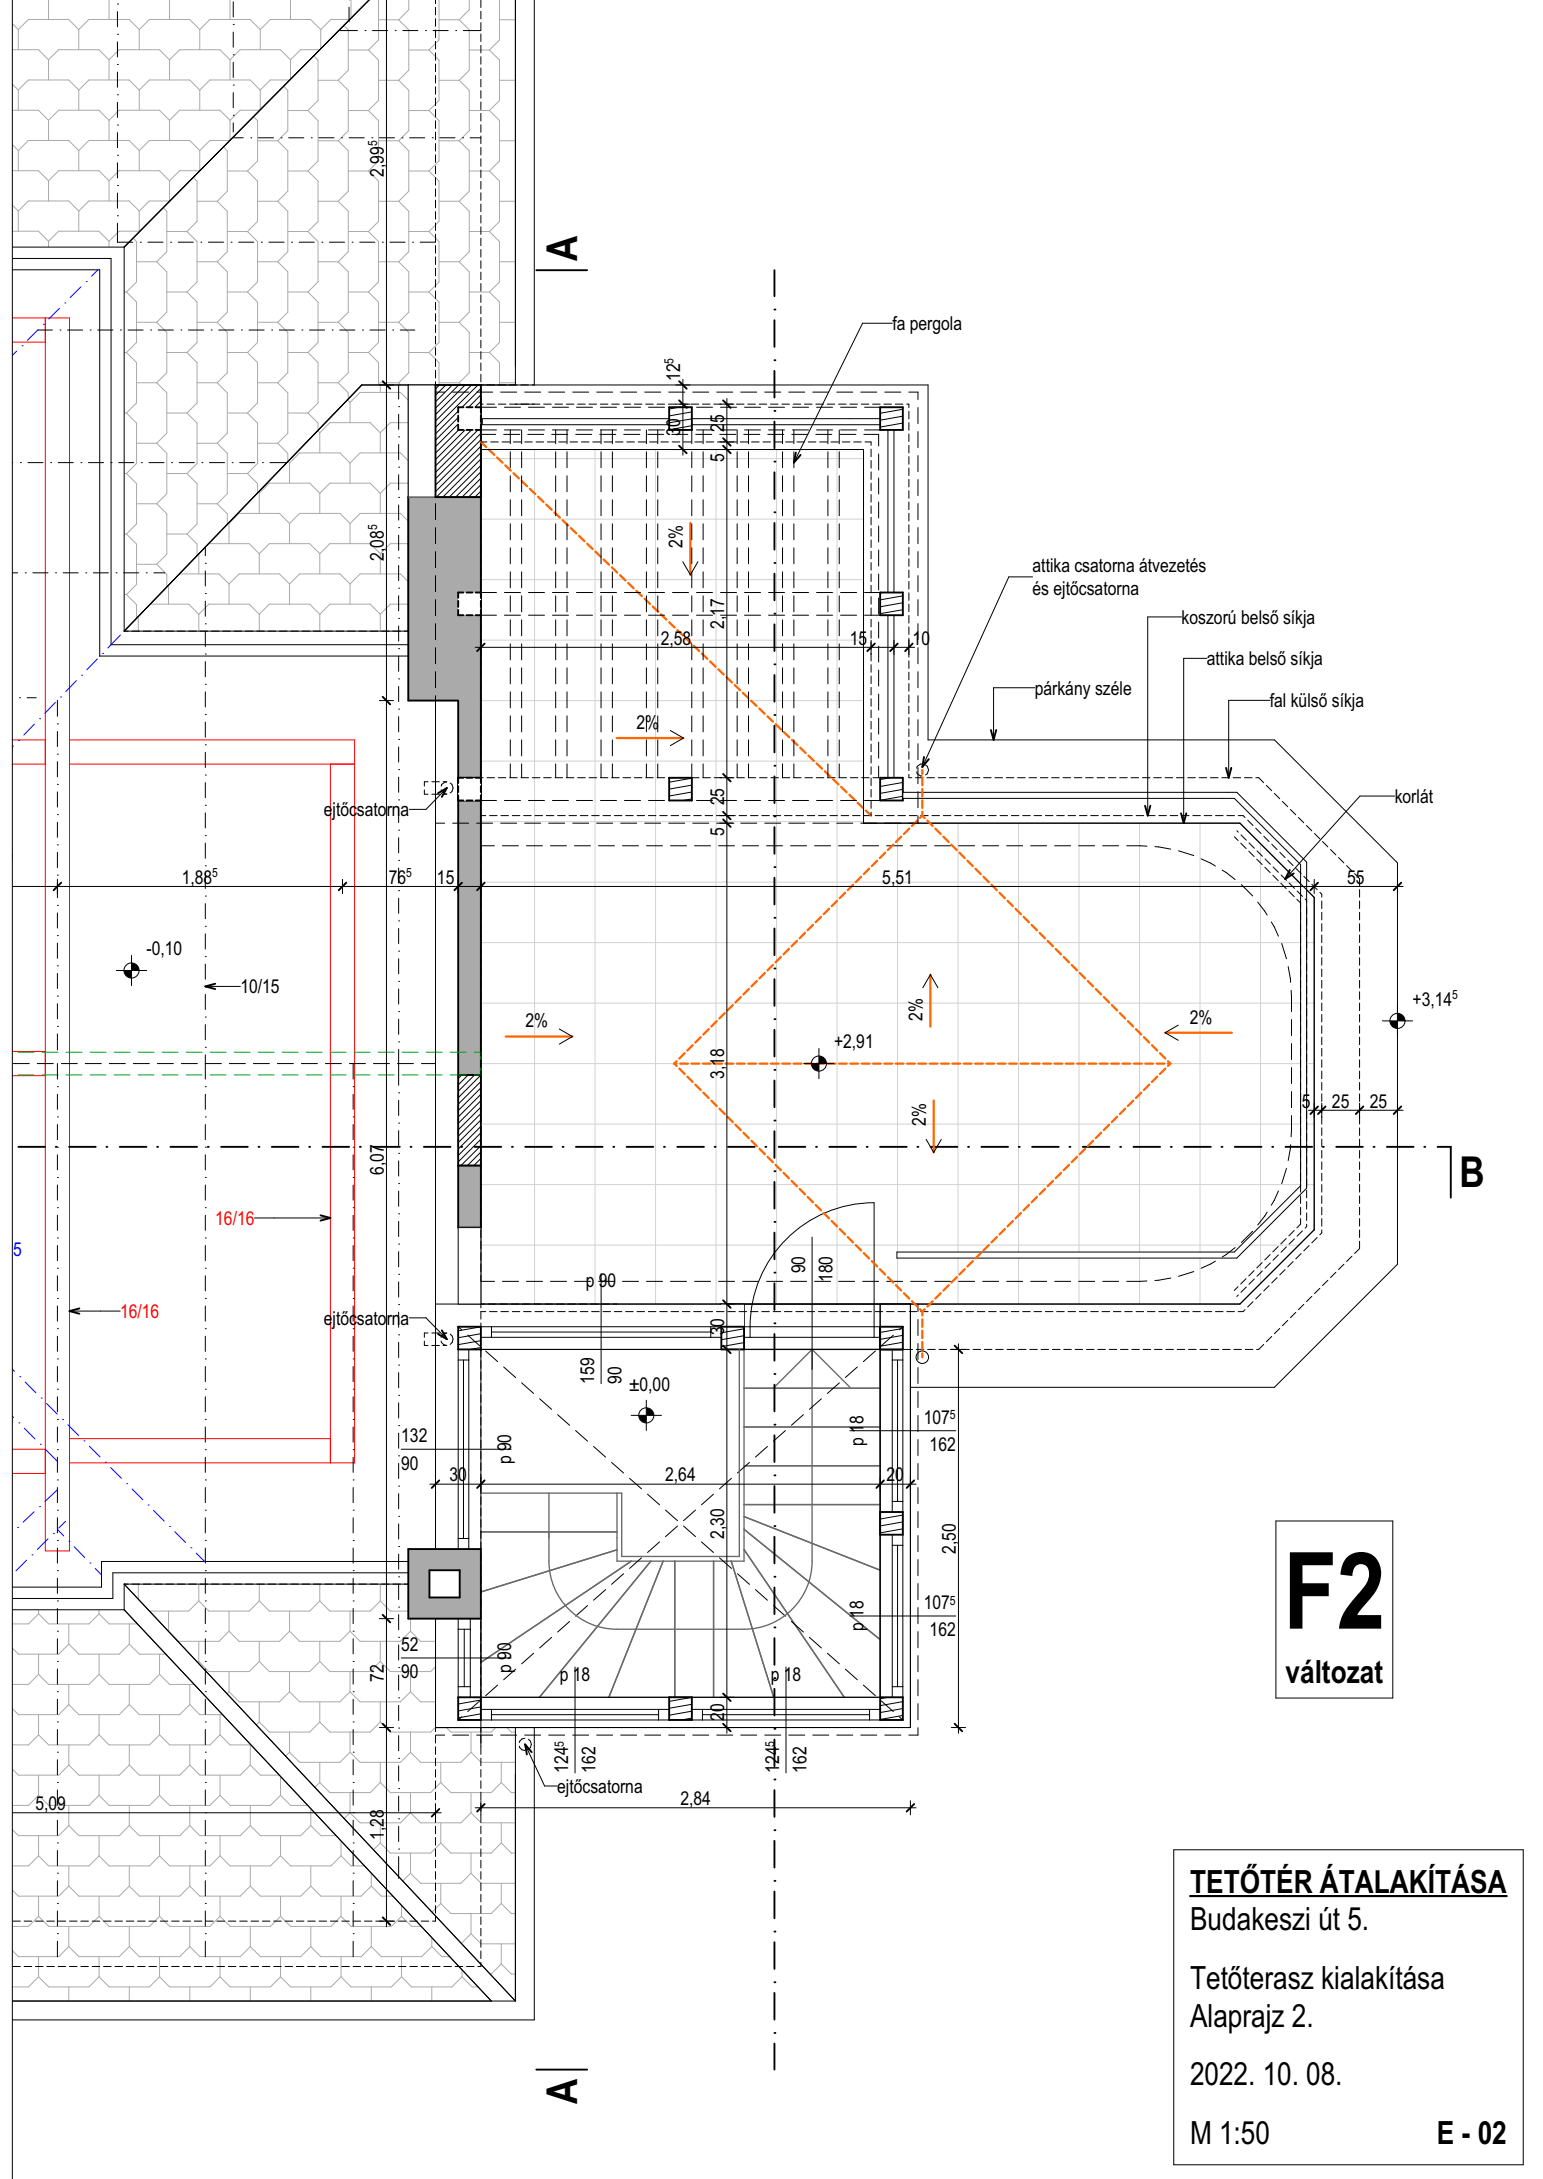 2,99⁵
A
fa pergola
12⁵
30
25
5
2,08⁵
2%
attika csatorna átvezetés
és ejtőcsatorna
2,17
koszorú belső síkja
2,58
15
10
attika belső síkja
párkány széle
fal külső síkja
2%
ejtőcsatorna
25
korlát
5
1,88⁵
76⁵
15
5,51
55
-0,10
10/15
2%
2%
2%
+3,14⁵
+2,91
3,18
2%
5
25
25
6,07
B
16/16
5
16/16
90
180
p 90
ejtőcsatorna
30
159
90
±0,00
132
90
p 90
p 18
107⁵
162
30
2,64
20
2,30
2,50
F2
változat
p 18
107⁵
162
52
90
p 90
72
p 18
p 18
20
124⁵
162
124⁵
162
ejtőcsatorna
5,09
1,28
2,84
TETŐTÉR ÁTALAKÍTÁSA
Budakeszi út 5.
Tetőterasz kialakítása
Alaprajz 2.
2022. 10. 08.
M 1:50
E - 02
A